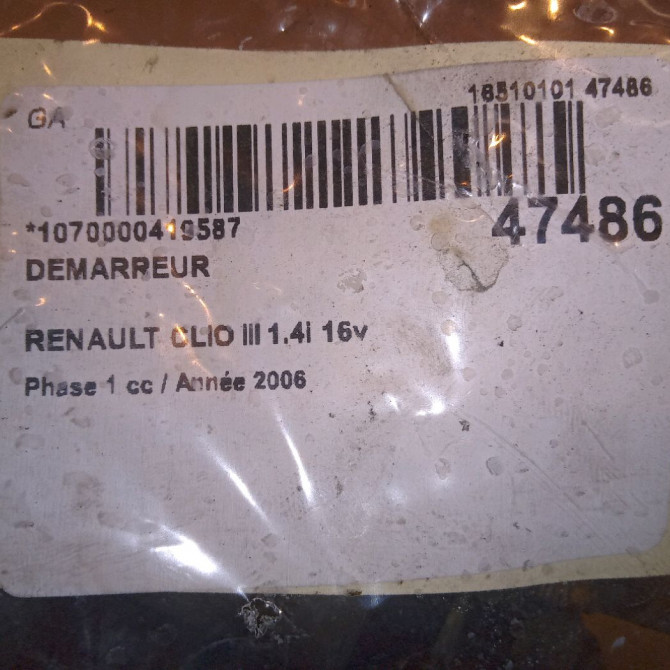 GA
18510101 47486
*1070000419587
47486
DEMARREUR
RENAULT CLIO III 1.4i 16v
Phase 1 cc / Année 2006